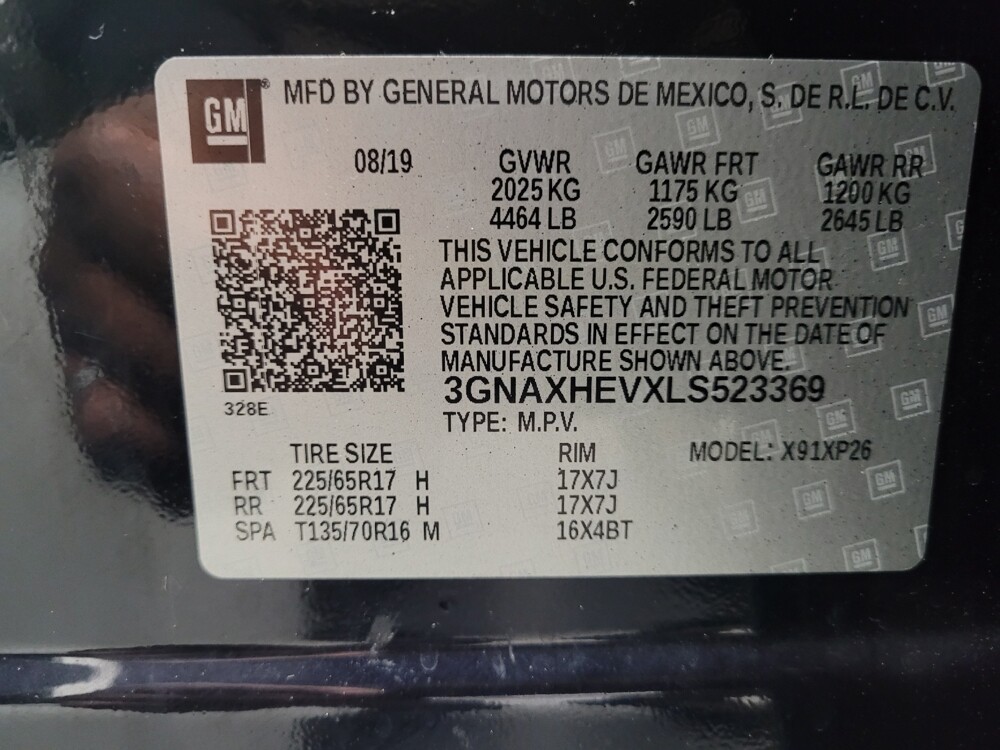 GM® MFD BY GENERAL MOTORS DE MEXICO, S. DE R.L. DE C.V.
08/19 GVWR GAWR FRT GAWR RR
2025 KG 1175 KG 1200 KG
4464 LB 2590 LB 2645 LB
THIS VEHICLE CONFORMS TO ALL
APPLICABLE U.S. FEDERAL MOTOR
VEHICLE SAFETY AND THEFT PREVENTION
STANDARDS IN EFFECT ON THE DATE OF
MANUFACTURE SHOWN ABOVE.
3GNAXHEVXLS523369
328E
TYPE: M.P.V.
TIRE SIZE RIM MODEL: X91XP26
FRT 225/65R17 H 17X7J
RR 225/65R17 H 17X7J
SPA T135/70R16 M 16X4BT